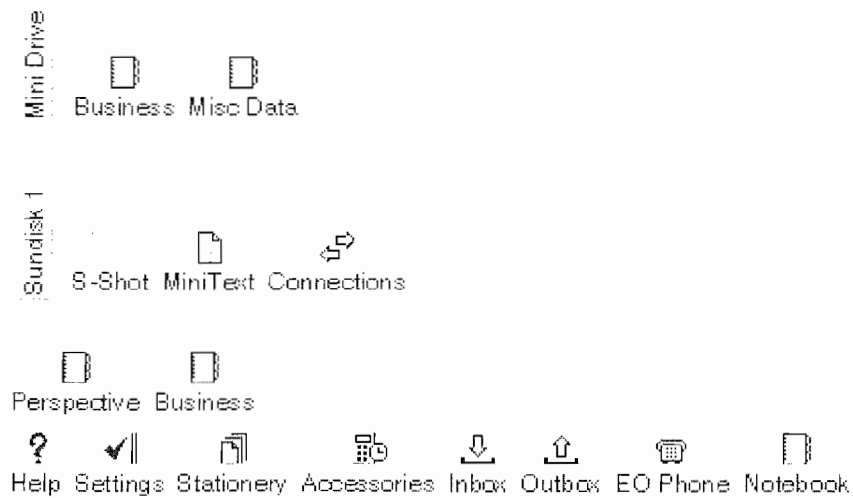 Mini Drive
Business Misc Data
Sundisk 1
S-Shot MiniText Connections
Perspective Business
Help Settings Stationery Accessories Inbox Outbox EO Phone Notebook